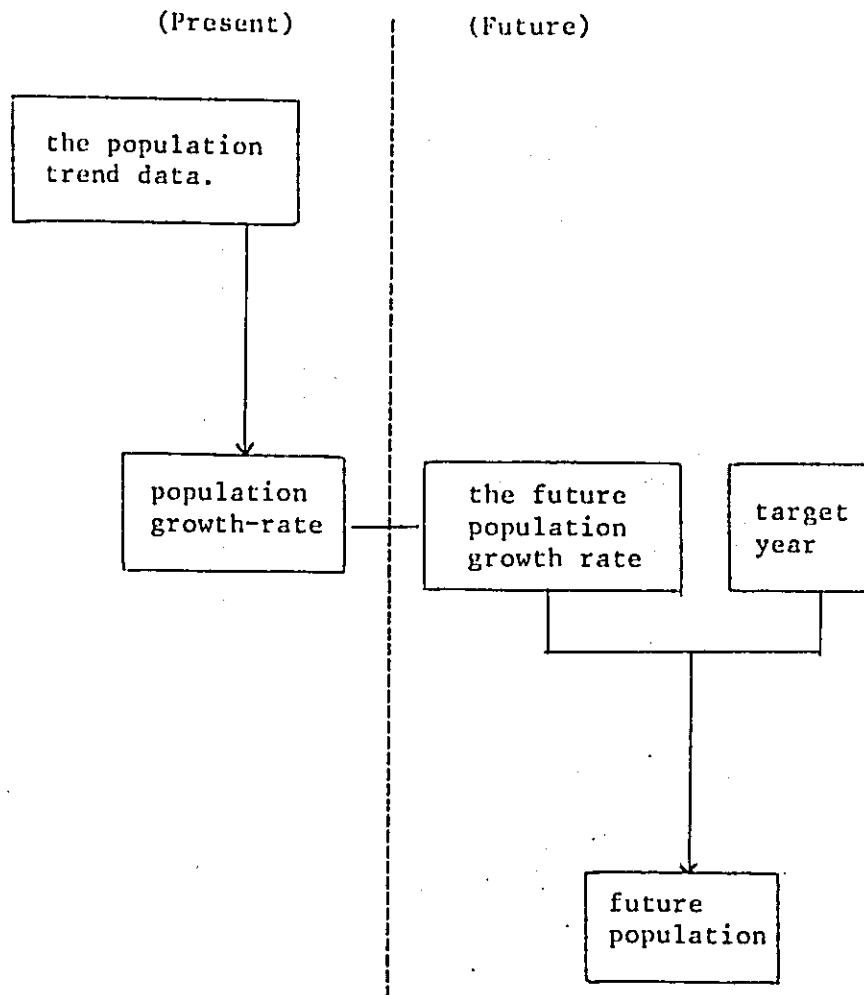 (Present)
(Future)
the population
trend data.
population
growth-rate
the future
population
growth rate
target
year
future
population